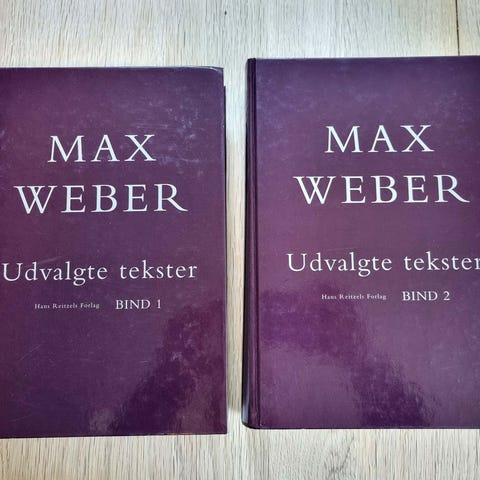 MAX
WEBER
Udvalgte tekster
Hans Reitzels Forlag BIND 1
MAX
WEBER
Udvalgte tekster
Hans Reitzels Forlag BIND 2